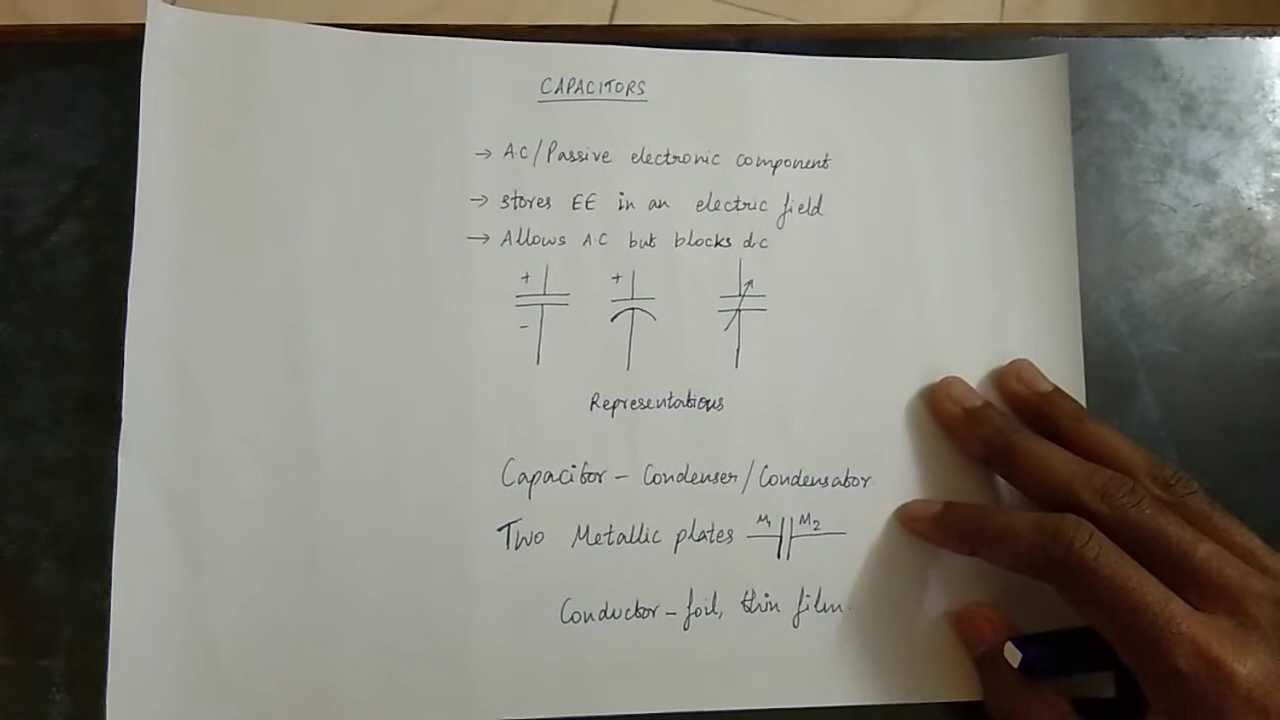 CAPACITORS
→ A.C/Passive electronic component
→ stores EE in an electric field
→ Allows AC but blocks d.c
+ + 
-
Representations
Capacitor - Condenser/Condensator
Two Metallic plates M1 M2
Conductor - foil, thin film.